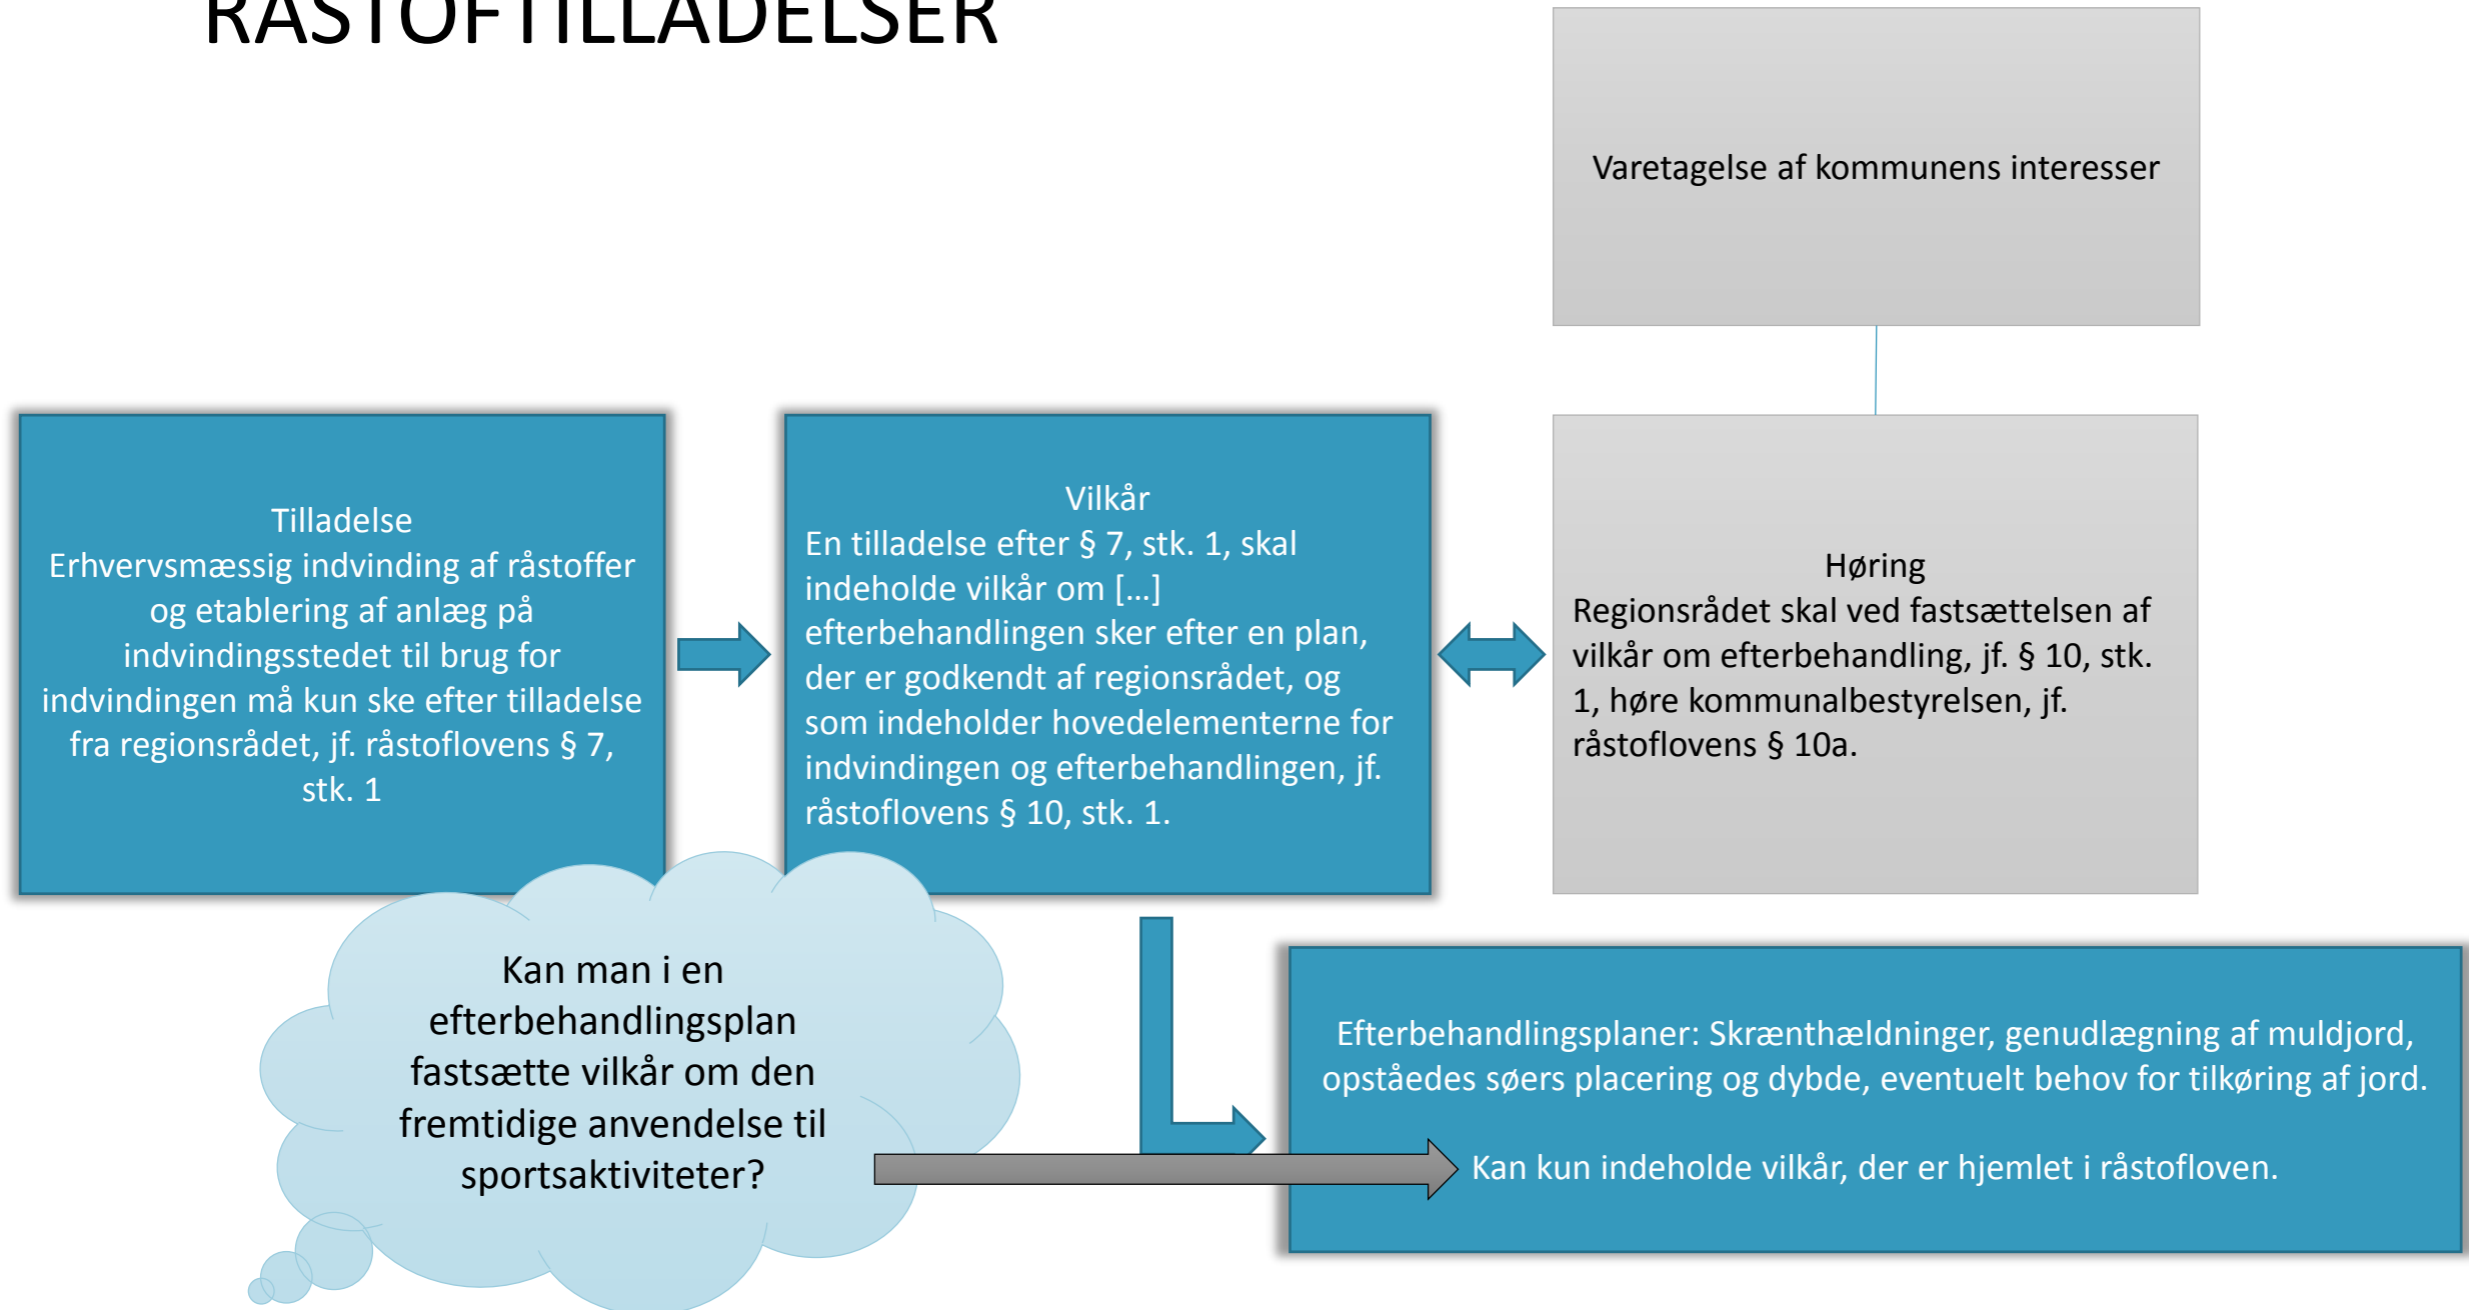 RÅSTOFTILLADELSER
Varetagelse af kommunens interesser
Tilladelse
Erhvervsmæssig indvinding af råstoffer
og etablering af anlæg på
indvindingsstedet til brug for
indvindingen må kun ske efter tilladelse
fra regionsrådet, jf. råstoflovens § 7,
stk. 1
Vilkår
En tilladelse efter § 7, stk. 1, skal
indeholde vilkår om […]
efterbehandlingen sker efter en plan,
der er godkendt af regionsrådet, og
som indeholder hovedelementerne for
indvindingen og efterbehandlingen, jf.
råstoflovens § 10, stk. 1.
Høring
Regionsrådet skal ved fastsættelsen af
vilkår om efterbehandling, jf. § 10, stk.
1, høre kommunalbestyrelsen, jf.
råstoflovens § 10a.
Kan man i en
efterbehandlingsplan
fastsætte vilkår om den
fremtidige anvendelse til
sportsaktiviteter?
Efterbehandlingsplaner: Skrænthældninger, genudlægning af muldjord,
opståedes søers placering og dybde, eventuelt behov for tilkøring af jord.
Kan kun indeholde vilkår, der er hjemlet i råstofloven.